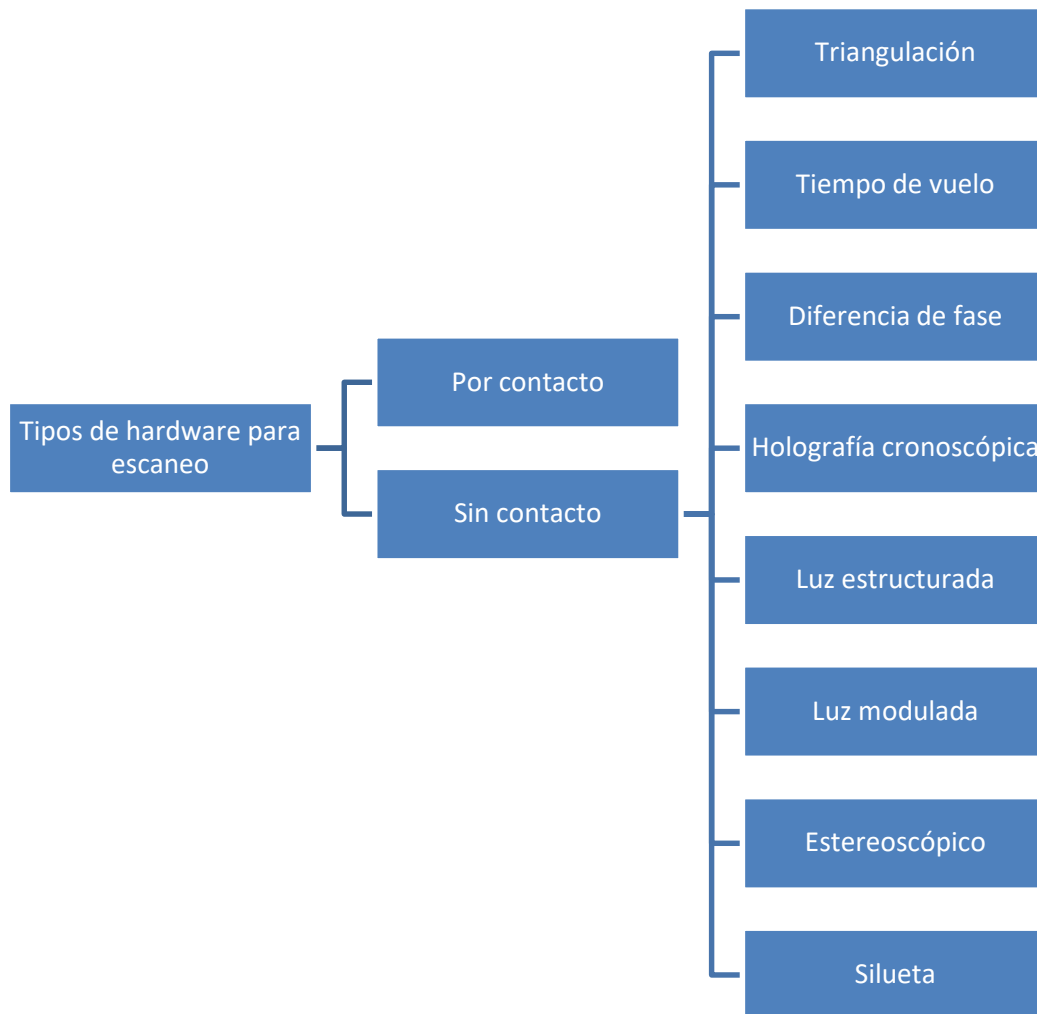 Tipos de hardware para
escaneo
Por contacto
Sin contacto
Triangulación
Tiempo de vuelo
Diferencia de fase
Holografía cronoscópica
Luz estructurada
Luz modulada
Estereoscópico
Silueta